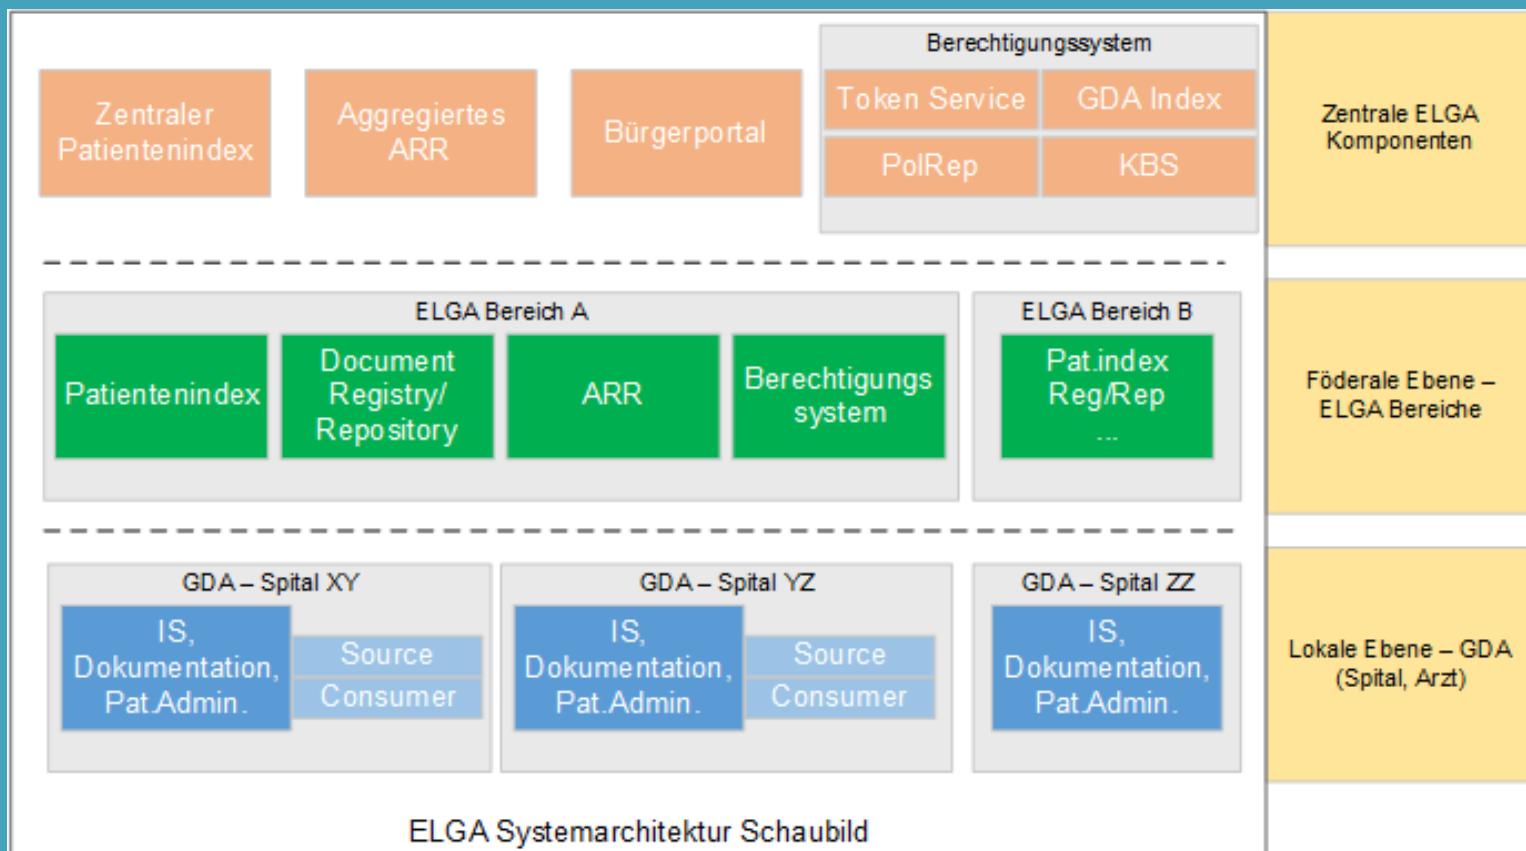 Berechtigungssystem
Zentraler
Patientenindex
Aggregiertes
ARR
Bürgerportal
Token Service
GDA Index
PolRep
KBS
Zentrale ELGA
Komponenten
ELGA Bereich A
Patientenindex
Document
Registry/
Repository
ARR
Berechtigungs
system
ELGA Bereich B
Pat.index
Reg/Rep
...
Föderale Ebene –
ELGA Bereiche
GDA – Spital XY
IS,
Dokumentation,
Pat.Admin.
Source
Consumer
GDA – Spital YZ
IS,
Dokumentation,
Pat.Admin.
Source
Consumer
GDA – Spital ZZ
IS,
Dokumentation,
Pat.Admin.
Lokale Ebene – GDA
(Spital, Arzt)
ELGA Systemarchitektur Schaubild